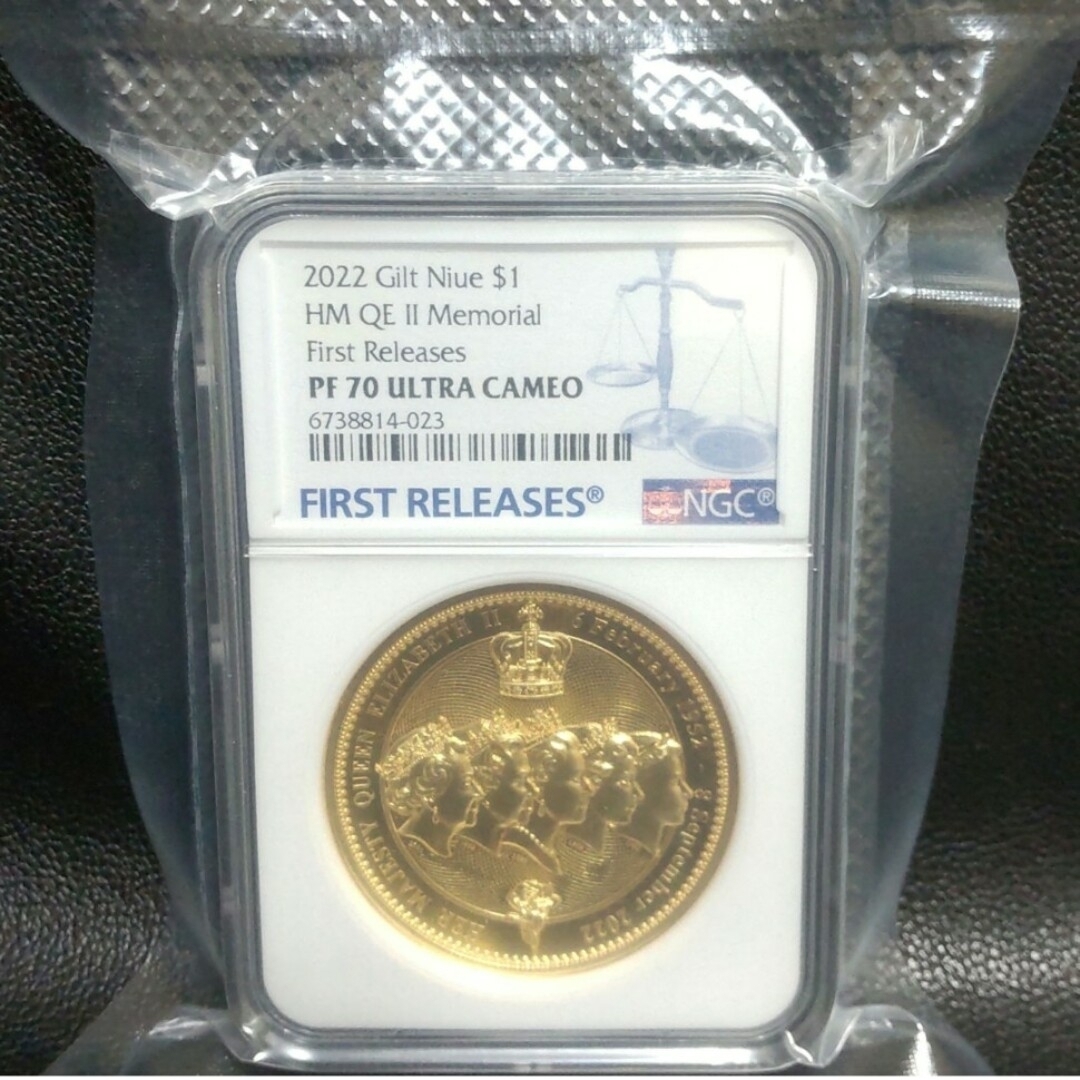 2022 Gilt Niue $1
HM QE II Memorial
First Releases
PF 70 ULTRA CAMEO
6738814-023
FIRST RELEASES®
NGC®
HER MAJESTY QUEEN ELIZABETH II 6 February 1952 - 8 September 2022